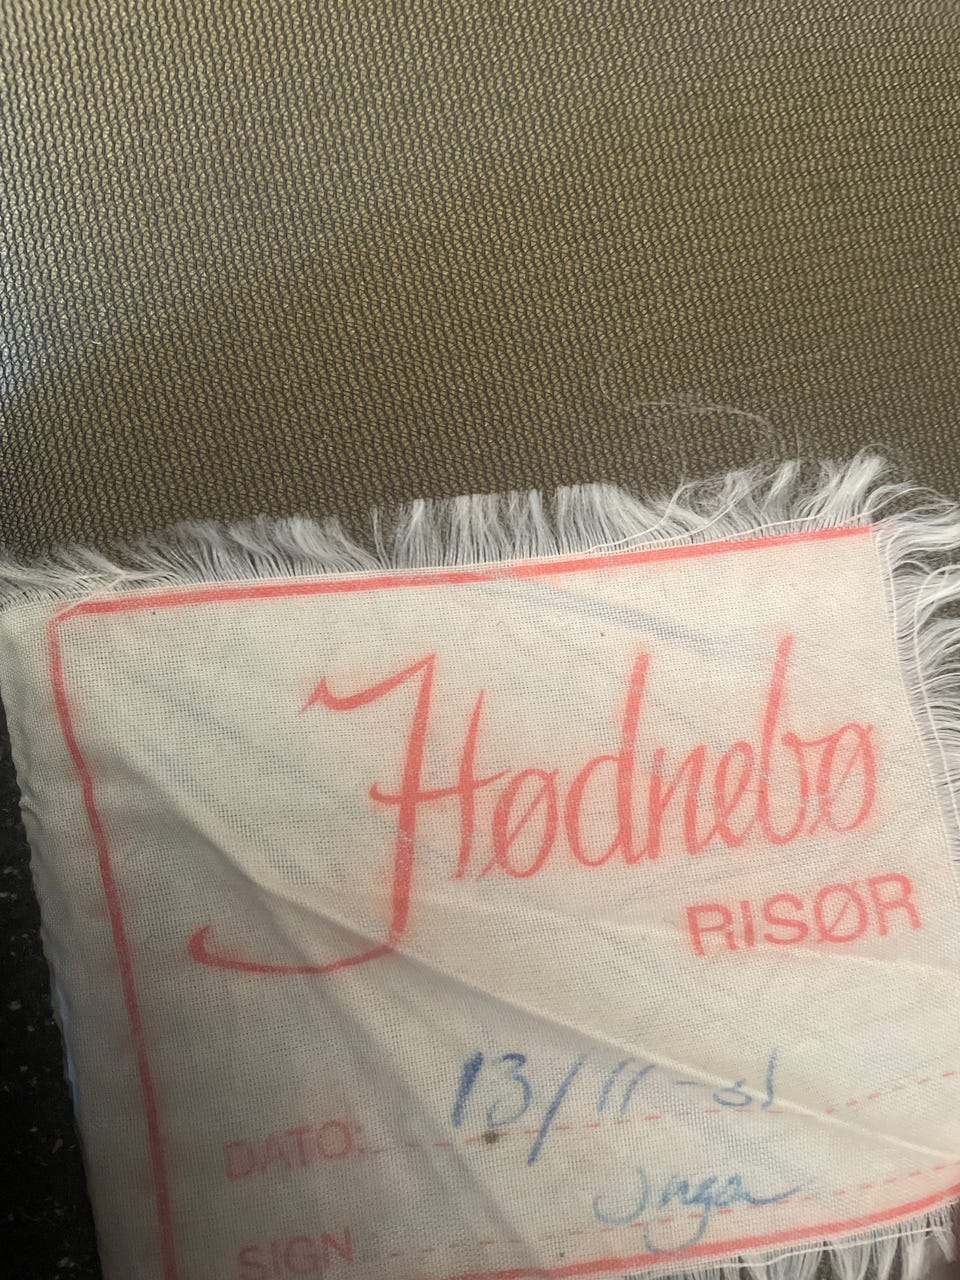 Hødnebø
RISØR
DATO: 13/11-81
SIGN Inga